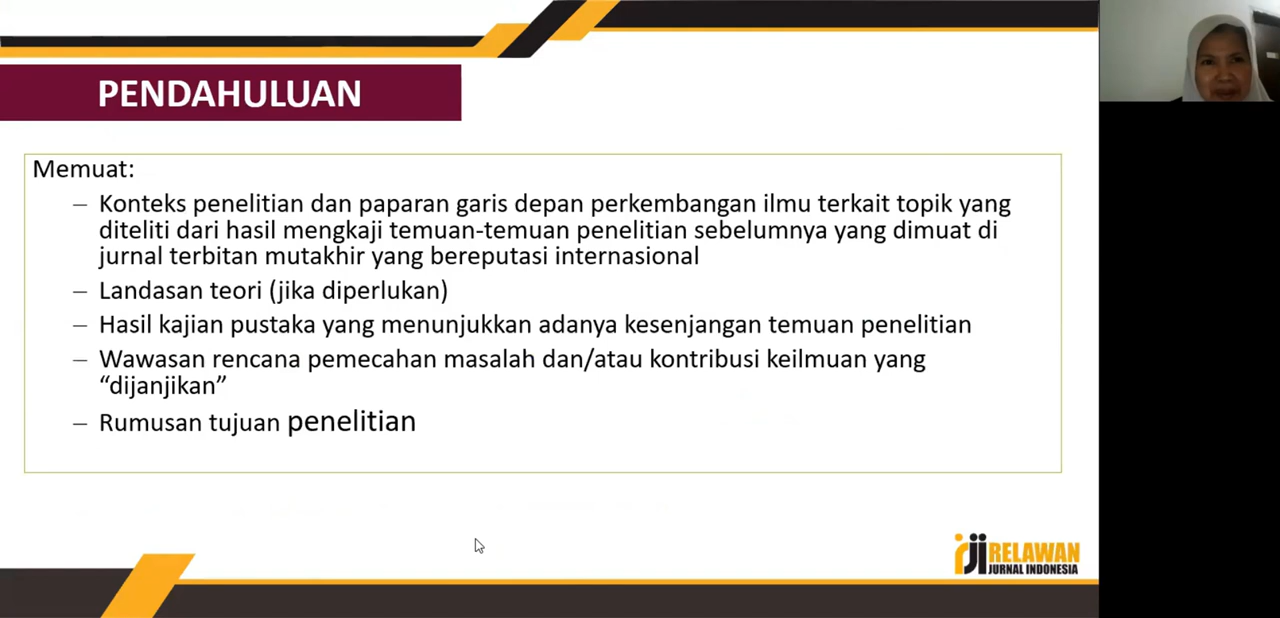 PENDAHULUAN
Memuat:
– Konteks penelitian dan paparan garis depan perkembangan ilmu terkait topik yang
diteliti dari hasil mengkaji temuan-temuan penelitian sebelumnya yang dimuat di
jurnal terbitan mutakhir yang bereputasi internasional
– Landasan teori (jika diperlukan)
– Hasil kajian pustaka yang menunjukkan adanya kesenjangan temuan penelitian
– Wawasan rencana pemecahan masalah dan/atau kontribusi keilmuan yang
“dijanjikan”
– Rumusan tujuan penelitian
rji RELAWAN
JURNAL INDONESIA